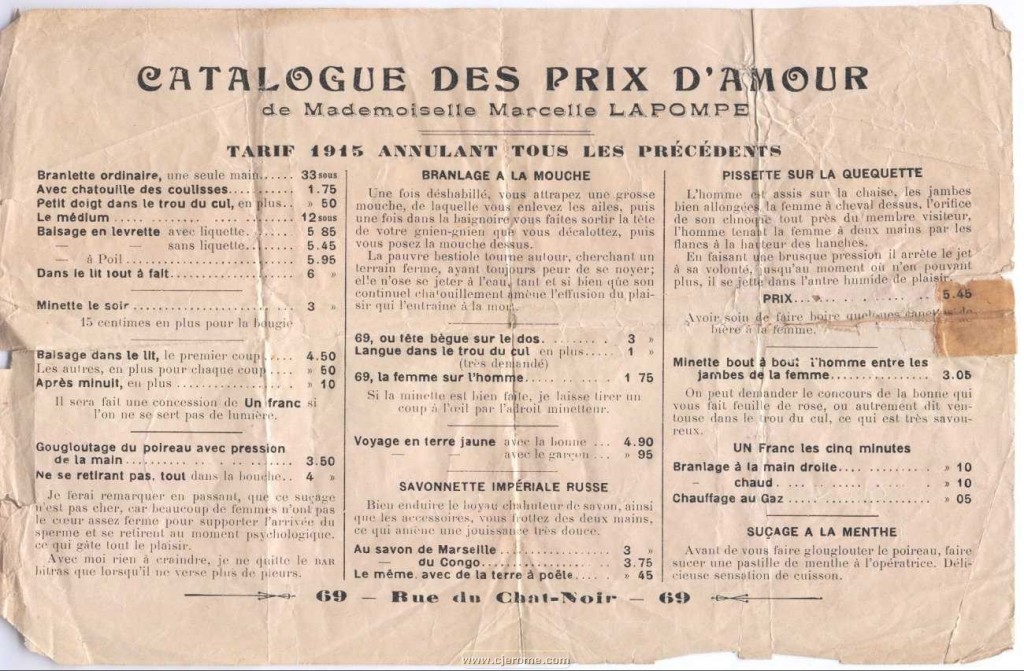 CATALOGUE DES PRIX D'AMOUR
de Mademoiselle Marcelle LAPOMPE
TARIF 1915 ANNULANT TOUS LES PRÉCÉDENTS
Branlette ordinaire, une seule main..... 33 sous
Avec chatouille des coulisses........... 1.75
Petit doigt dans le trou du cul, en plus.. » 50
Le médium ........................ 12 sous
Baisage en levrette avec liquette....... 5 85
— — sans liquette....... 5.45
— à Poil ................. 5.95
Dans le lit tout à fait................. 6 »
Minette le soir ........................ 3 »
15 centimes en plus pour la bougie
Baisage dans le lit, le premier coup..... 4.50
Les autres, en plus pour chaque coup..... » 50
Après minuit, en plus .................. » 10
Il sera fait une concession de Un franc si
l'on ne se sert pas de lumière.
Gougloutage du poireau avec pression
de la main .................. 3.50
Ne se retirant pas, tout dans la bouche.. 4 »
Je ferai remarquer en passant, que ce suçage
n'est pas cher, car beaucoup de femmes n'ont pas
le cœur assez ferme pour supporter l'arrivée du
sperme et se retirent au moment psychologique,
ce qui gâte tout le plaisir.
Avec moi rien à craindre, je ne quitte le BAR
bitras que lorsqu'il ne verse plus de pleurs.
BRANLAGE A LA MOUCHE
Une fois déshabillé, vous attrapez une grosse
mouche, de laquelle vous enlevez les ailes, puis
une fois dans la baignoire vous faites sortir la tête
de votre gnien-gnien que vous décalottez, puis
vous posez la mouche dessus.
La pauvre bestiole tourne autour, cherchant un
terrain ferme, ayant toujours peur de se noyer;
elle n'ose se jeter à l'eau, tant et si bien que son
continuel chatouillement amène l'effusion du plai-
sir qui l'entraine à la mort.
69, ou tête bègue sur le dos......... 3 »
Langue dans le trou du cul en plus..... 1 »
(très demandé)
69, la femme sur l'homme............. 1 75
Si la minette est bien faite, je laisse tirer un
coup à l'œil par l'adroit minetteur.
Voyage en terre jaune avec la bonne ... 4.90
— — avec le garçon ... » 95
SAVONNETTE IMPÉRIALE RUSSE
Bien enduire le boyau chahuteur de savon, ainsi
que les accessoires, vous frottez des deux mains,
ce qui amène une jouissance très douce.
Au savon de Marseille ................ 3 »
— du Congo................ 3.75
Le même, avec de la terre à poêle..... » 45
PISSETTE SUR LA QUEQUETTE
L'homme est assis sur la chaise, les jambes
bien allongées, la femme à cheval dessus, l'orifice
de son chnoque tout près du membre visiteur,
l'homme tenant la femme à deux mains par les
flancs à la hauteur des hanches.
En faisant une brusque pression il arrête le jet
à sa volonté, jusqu'au moment où n'en pouvant
plus, il se jette dans l'antre humide de plaisir.
PRIX................ 5.45
Avoir soin de faire boire quelques de
bière à la femme.
Minette bout à bout l'homme entre les
jambes de la femme................ 3.05
On peut demander le concours de la bonne qui
vous fait feuille de rose, ou autrement dit ven-
touse dans le trou du cul, ce qui est très savou-
reux.
UN Franc les cinq minutes
Branlage à la main droite............. » 10
— chaud.............. » 10
Chauffage au Gaz .................... » 05
SUÇAGE A LA MENTHE
Avant de vous faire glouglouter le poireau, faire
sucer une pastille de menthe à l'opératrice. Déli-
cieuse sensation de cuisson.
69 — Rue du Chat-Noir — 69
www.cjerome.com